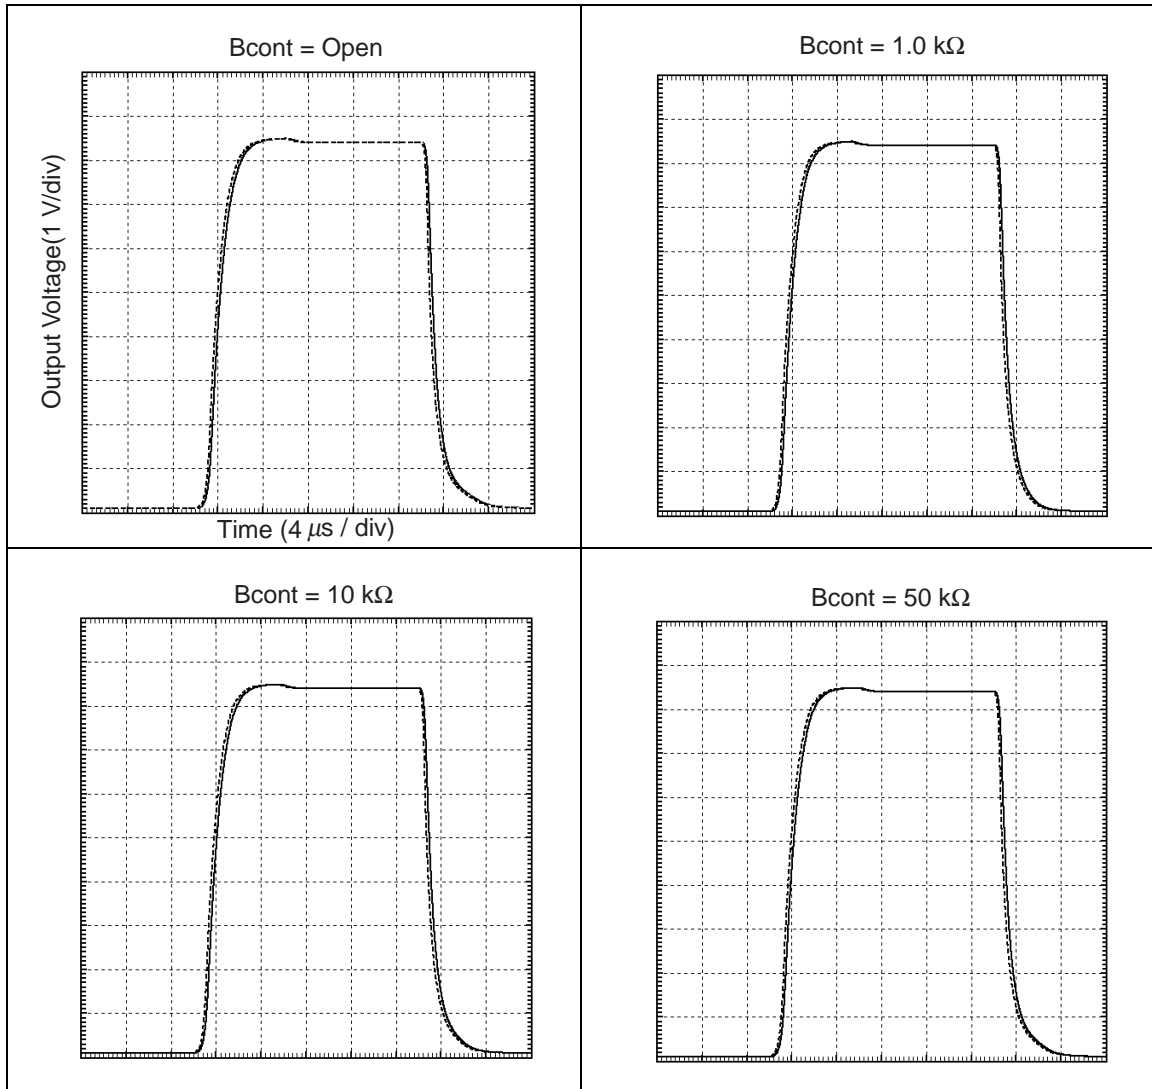 Bcont = Open
Output Voltage(1 V/div)
Time (4 μs / div)
Bcont = 1.0 kΩ
Bcont = 10 kΩ
Bcont = 50 kΩ